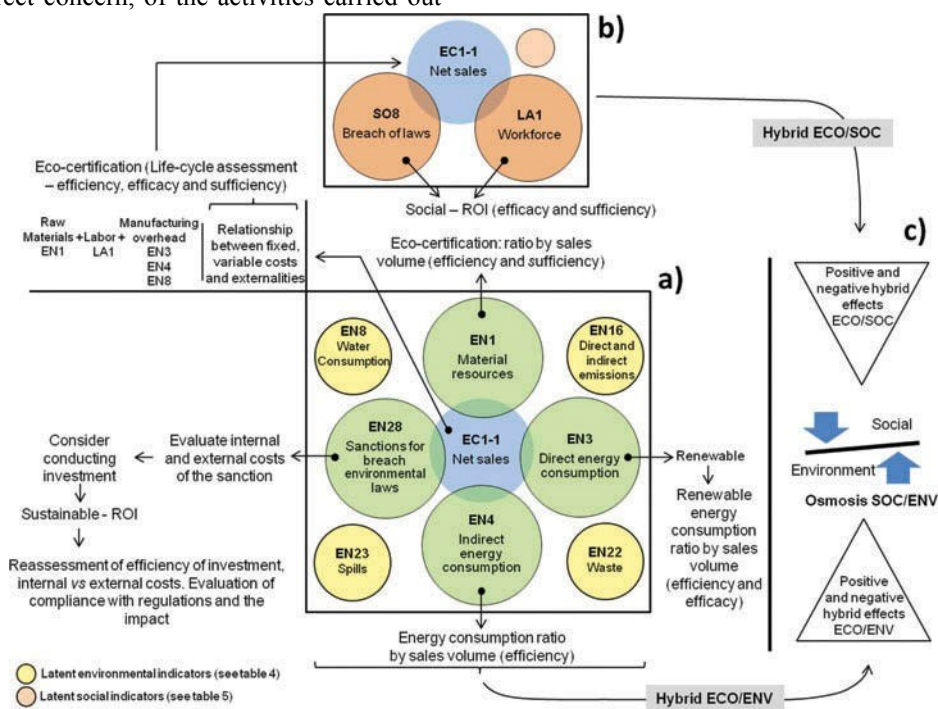 rect concern, of the activities carried out
b)
EC1-1
Net sales
SO8
Breach of laws
LA1
Workforce
Hybrid ECO/SOC
Eco-certification (Life-cycle assessment
– efficiency, efficacy and sufficiency)
Social – ROI (efficacy and sufficiency)
Raw
Materials
EN1
+Labor+
LA1
Manufacturing
overhead
EN3
EN4
EN8
Relationship
between fixed,
variable costs
and externalities
Eco-certification: ratio by sales
volume (efficiency and sufficiency)
a)
EN8
Water
Consumption
EN1
Material
resources
EN16
Direct and
indirect
emissions
EN28
Sanctions for
breach
environmental
laws
EC1-1
Net sales
EN3
Direct energy
consumption
EN4
Indirect
energy
consumption
EN23
Spills
EN22
Waste
Consider
conducting
investment
Evaluate internal
and external costs
of the sanction
Sustainable - ROI
Reassessment of efficiency of investment,
internal vs external costs. Evaluation of
compliance with regulations and the
impact
Renewable
Renewable
energy
consumption
ratio by sales
volume
(efficiency and
efficacy)
Energy consumption ratio
by sales volume (efficiency)
Hybrid ECO/ENV
c)
Positive and
negative hybrid
effects
ECO/SOC
Social
Environment
Osmosis SOC/ENV
Positive
and negative
hybrid effects
ECO/ENV
Latent environmental indicators (see table 4)
Latent social indicators (see table 5)